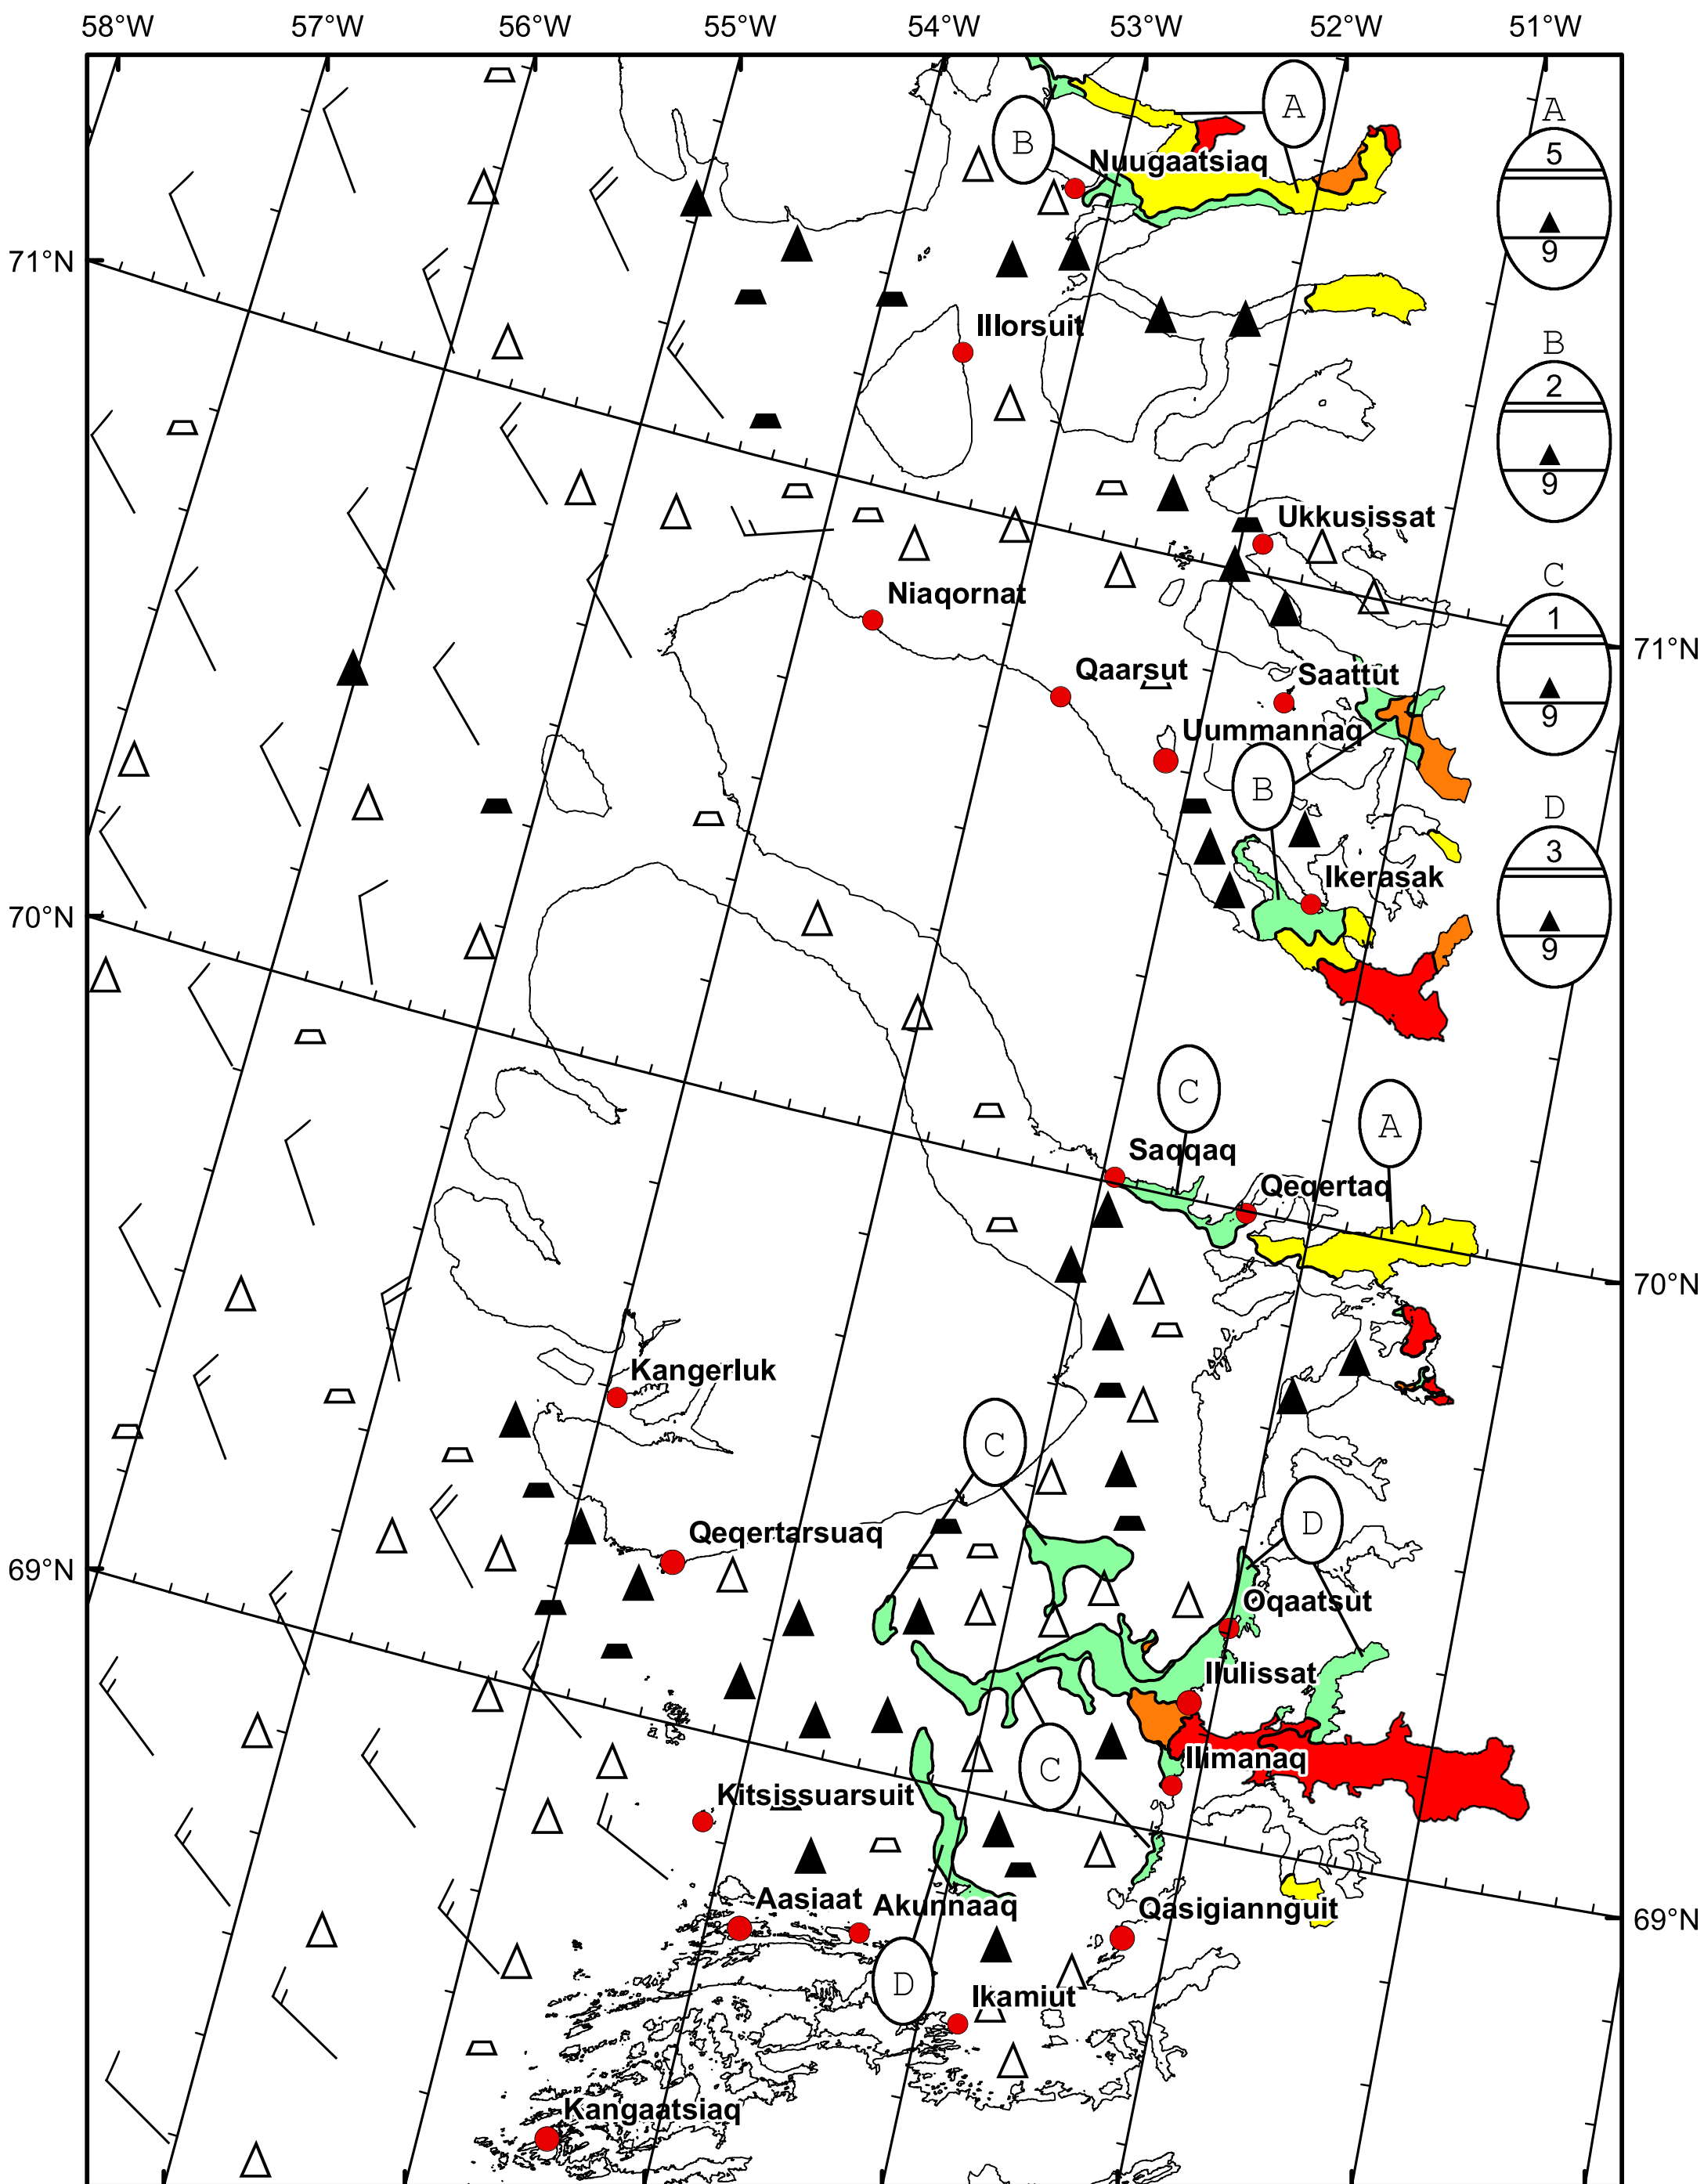 58°W 57°W 56°W 55°W 54°W 53°W 52°W 51°W
A
A
B
5
Nuugaatsiaq
9
71°N
Illorsuit
B
2
9
Ukkusissat
C
Niaqornat
1
71°N
Qaarsut
Saattut
9
Uummannaq
B
D
3
Ikerasak
70°N
9
C
A
Saqqaq
Qeqertaq
70°N
Kangerluk
C
D
Qeqertarsuaq
69°N
Oqaatsut
Ilulissat
Ilimanaq
C
Kitsissuarsuit
Aasiaat
Akunnaaq
Qasigiannguit
69°N
D
Ikamiut
Kangaatsiaq